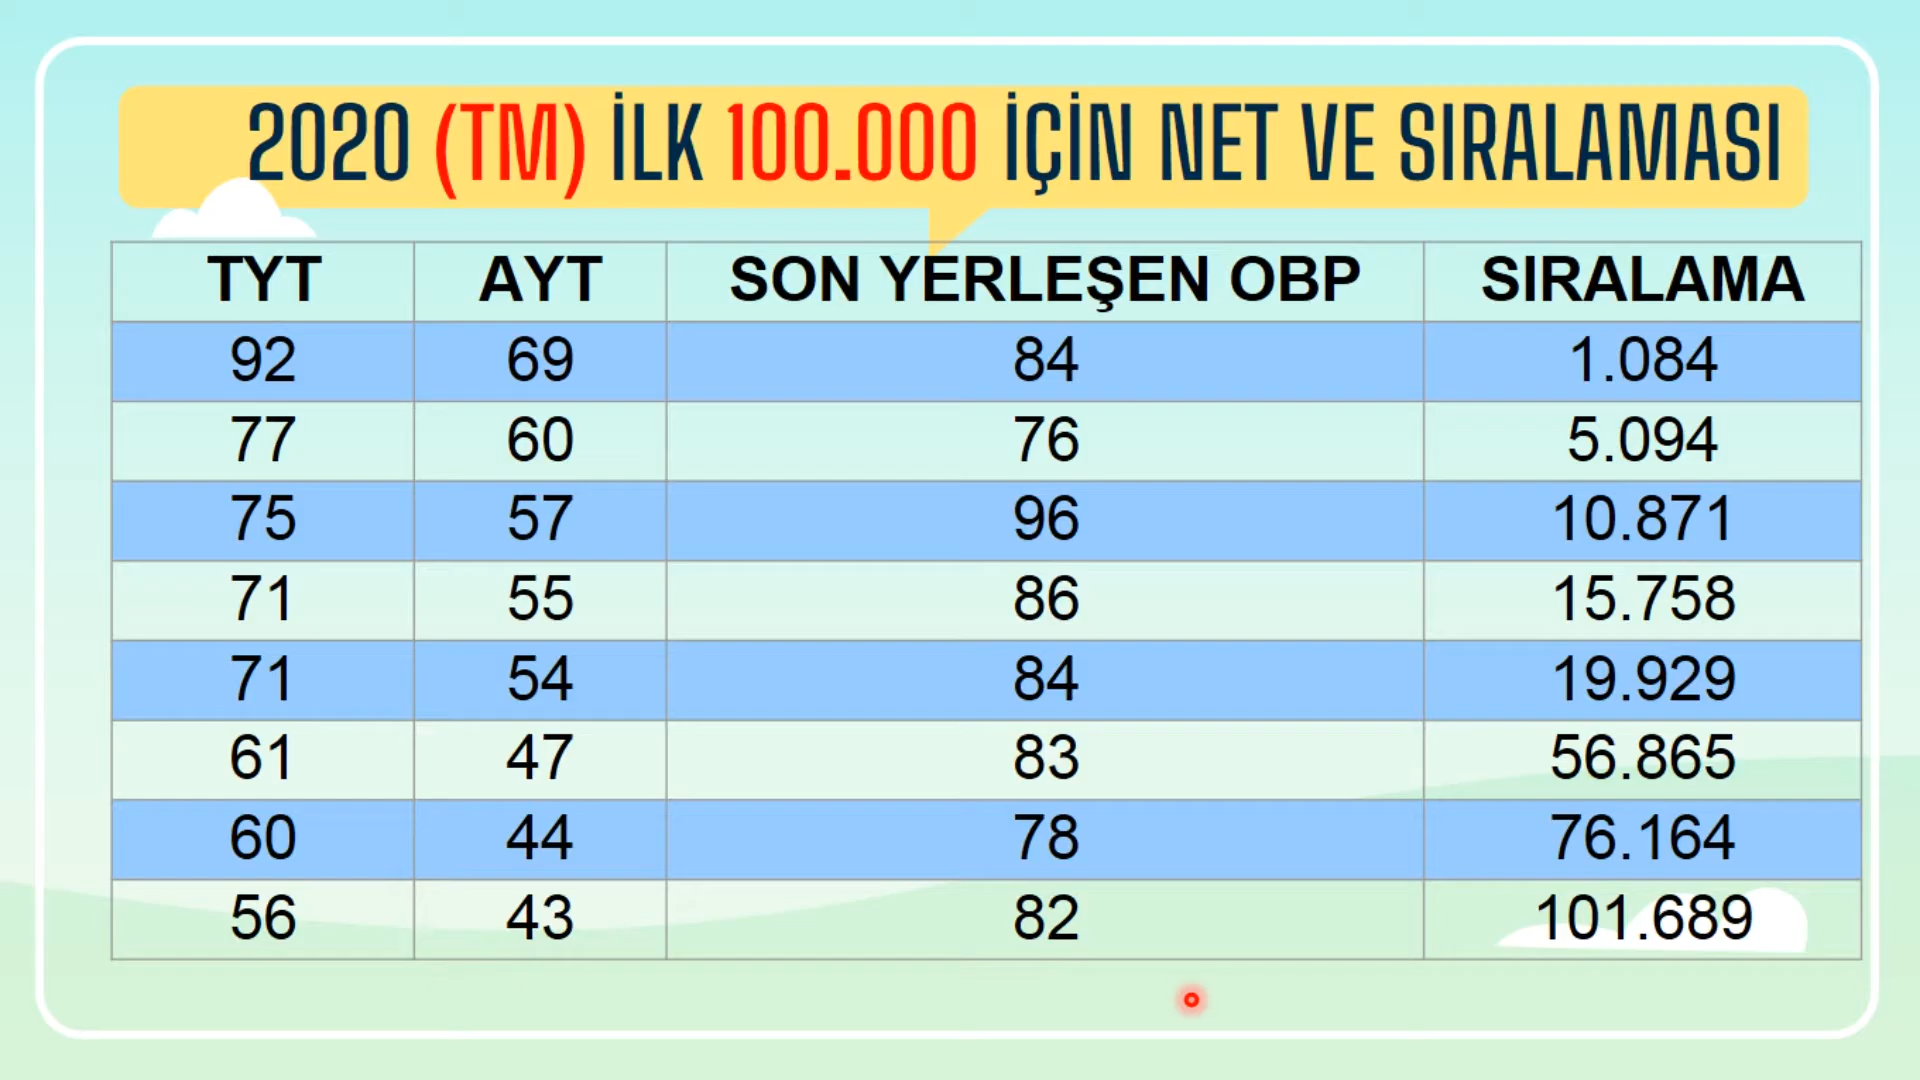 2020 (TM) İLK 100.000 İÇİN NET VE SIRALAMASI
TYT AYT SON YERLEŞEN OBP SIRALAMA
92 69 84 1.084
77 60 76 5.094
75 57 96 10.871
71 55 86 15.758
71 54 84 19.929
61 47 83 56.865
60 44 78 76.164
56 43 82 101.689